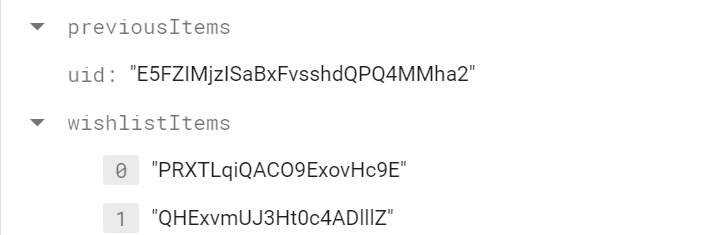 previousItems
uid: "E5FZIMjzISaBxFvsshdQPQ4MMha2"
wishlistItems
0 "PRXTLqiQACO9ExovHc9E"
1 "QHExvmUJ3Ht0c4ADlllZ"